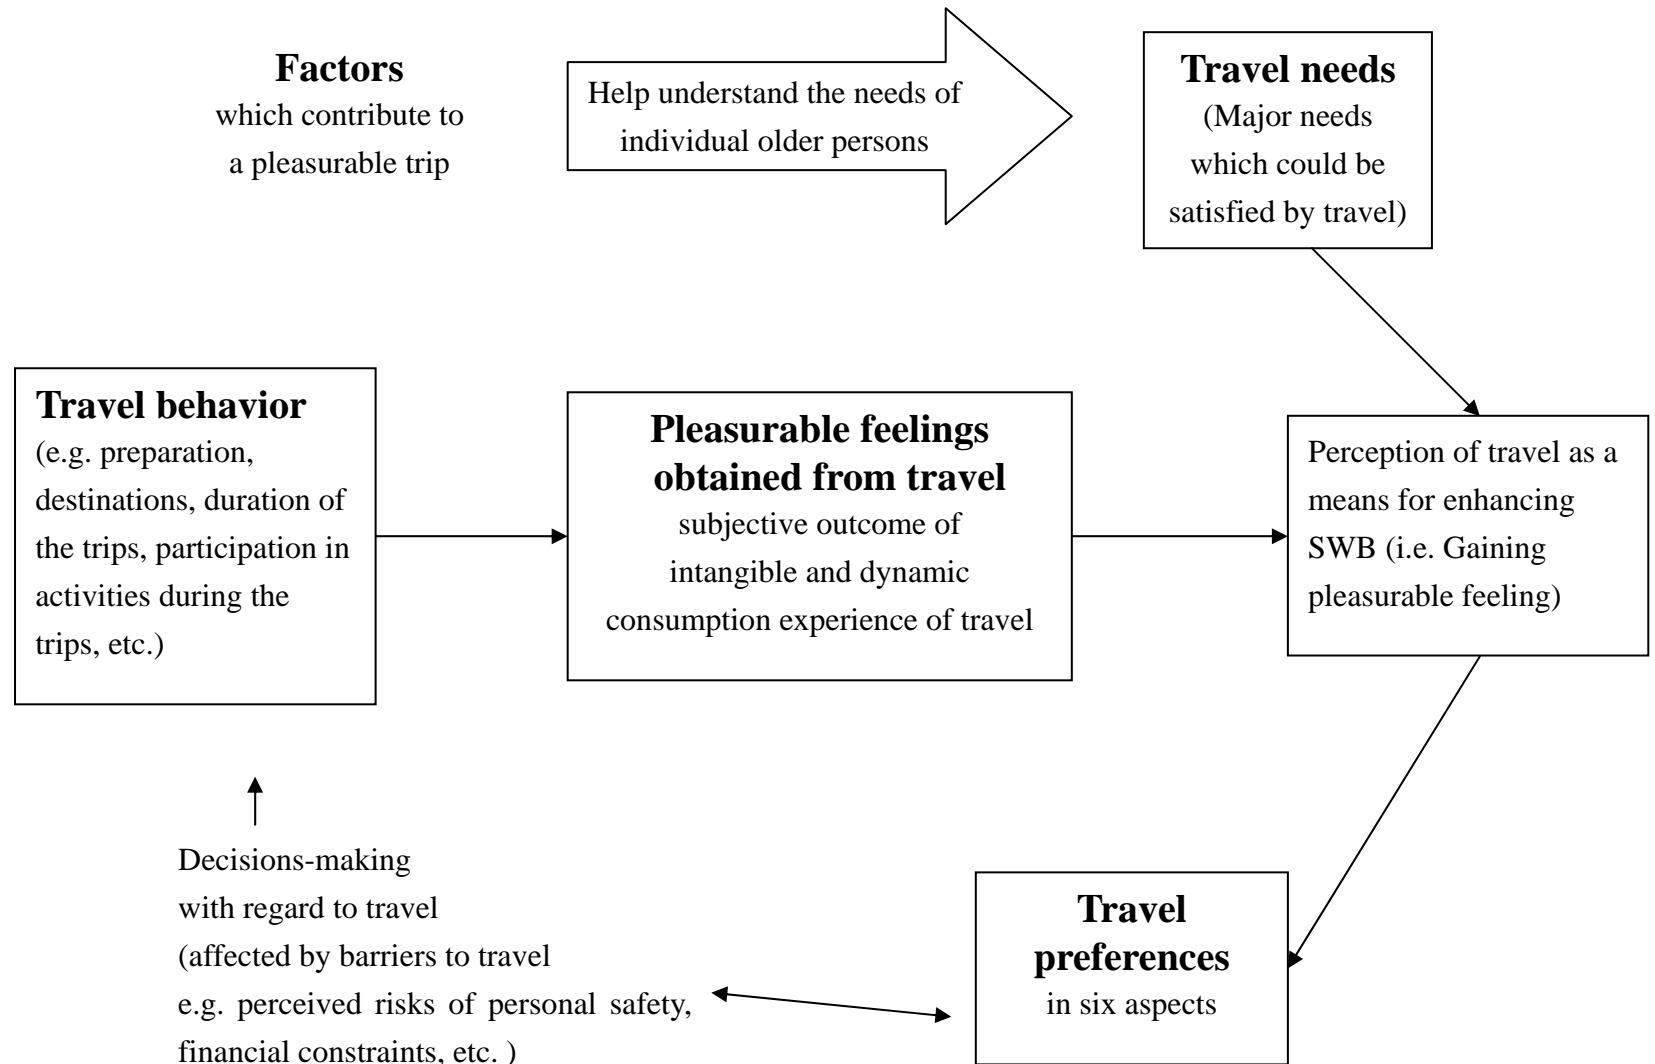 Factors
which contribute to
a pleasurable trip
Help understand the needs of
individual older persons
Travel needs
(Major needs
which could be
satisfied by travel)
Travel behavior
(e.g. preparation,
destinations, duration of
the trips, participation in
activities during the
trips, etc.)
Pleasurable feelings
obtained from travel
subjective outcome of
intangible and dynamic
consumption experience of travel
Perception of travel as a
means for enhancing
SWB (i.e. Gaining
pleasurable feeling)
Decisions-making
with regard to travel
(affected by barriers to travel
e.g. perceived risks of personal safety,
financial constraints, etc. )
Travel
preferences
in six aspects